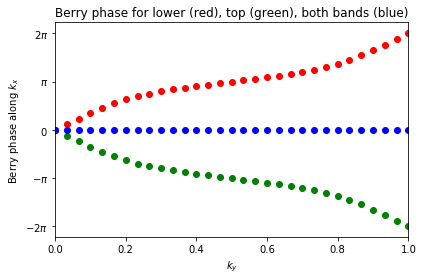 Berry phase for lower (red), top (green), both bands (blue)
Berry phase along kₓ
2π
π
0
−π
−2π
0.0 0.2 0.4 0.6 0.8 1.0
k_y